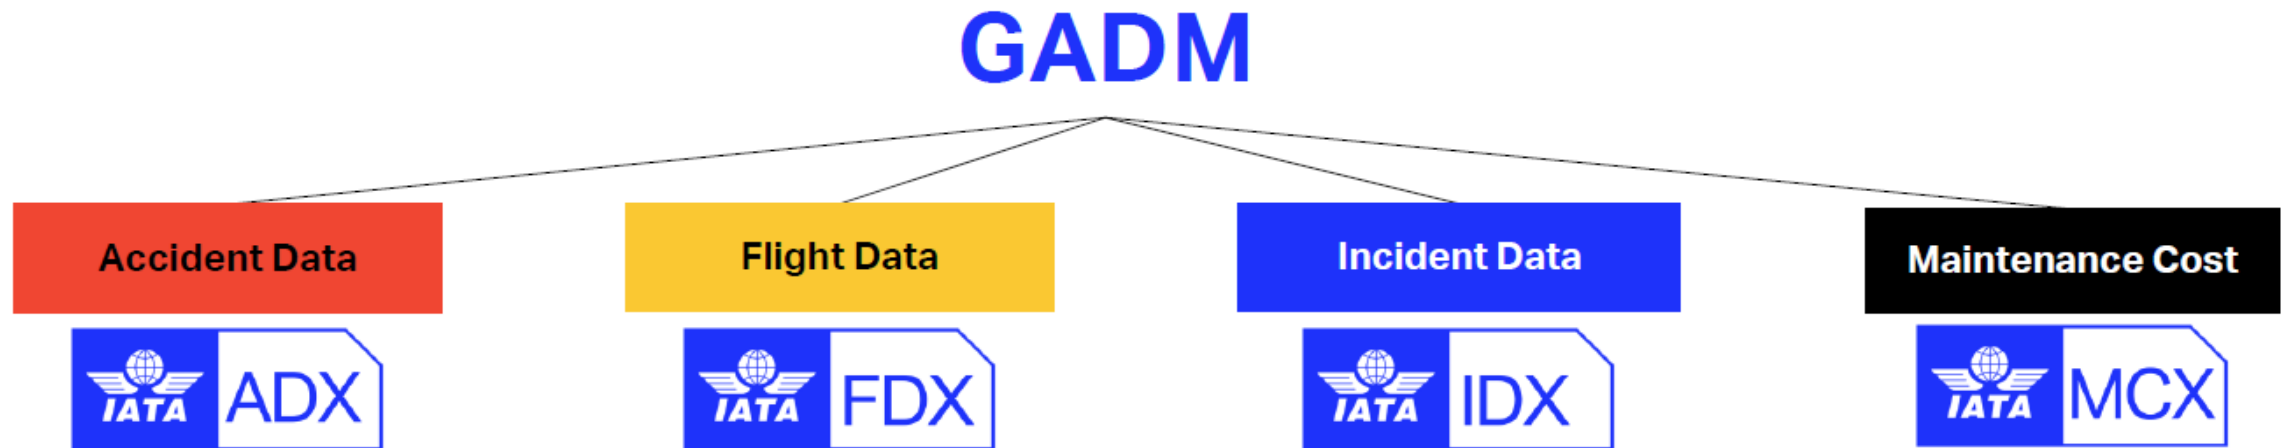 GADM
Accident Data
Flight Data
Incident Data
Maintenance Cost
IATA ADX
IATA FDX
IATA IDX
IATA MCX